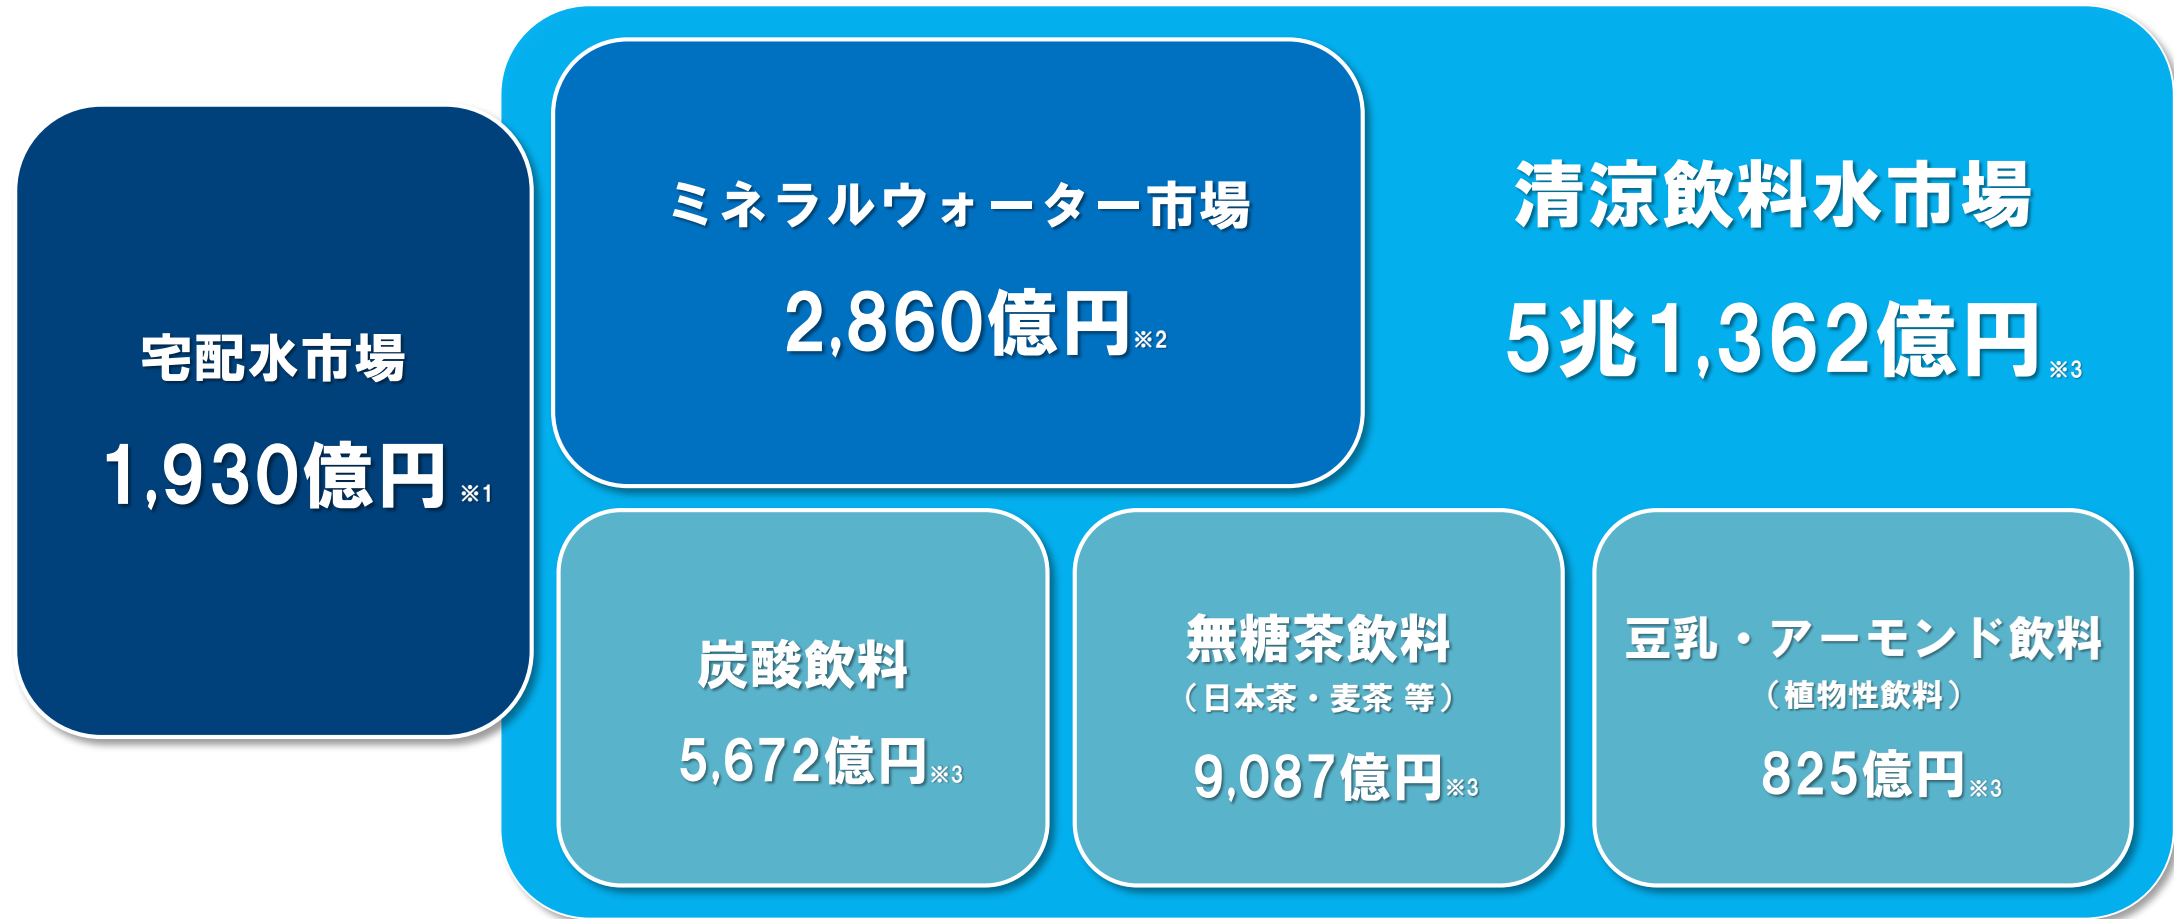 宅配水市場
1,930億円 ※1
ミネラルウォーター市場
2,860億円※2
清涼飲料水市場
5兆1,362億円※3
炭酸飲料
5,672億円※3
無糖茶飲料
（日本茶・麦茶 等）
9,087億円※3
豆乳・アーモンド飲料
（植物性飲料）
825億円※3